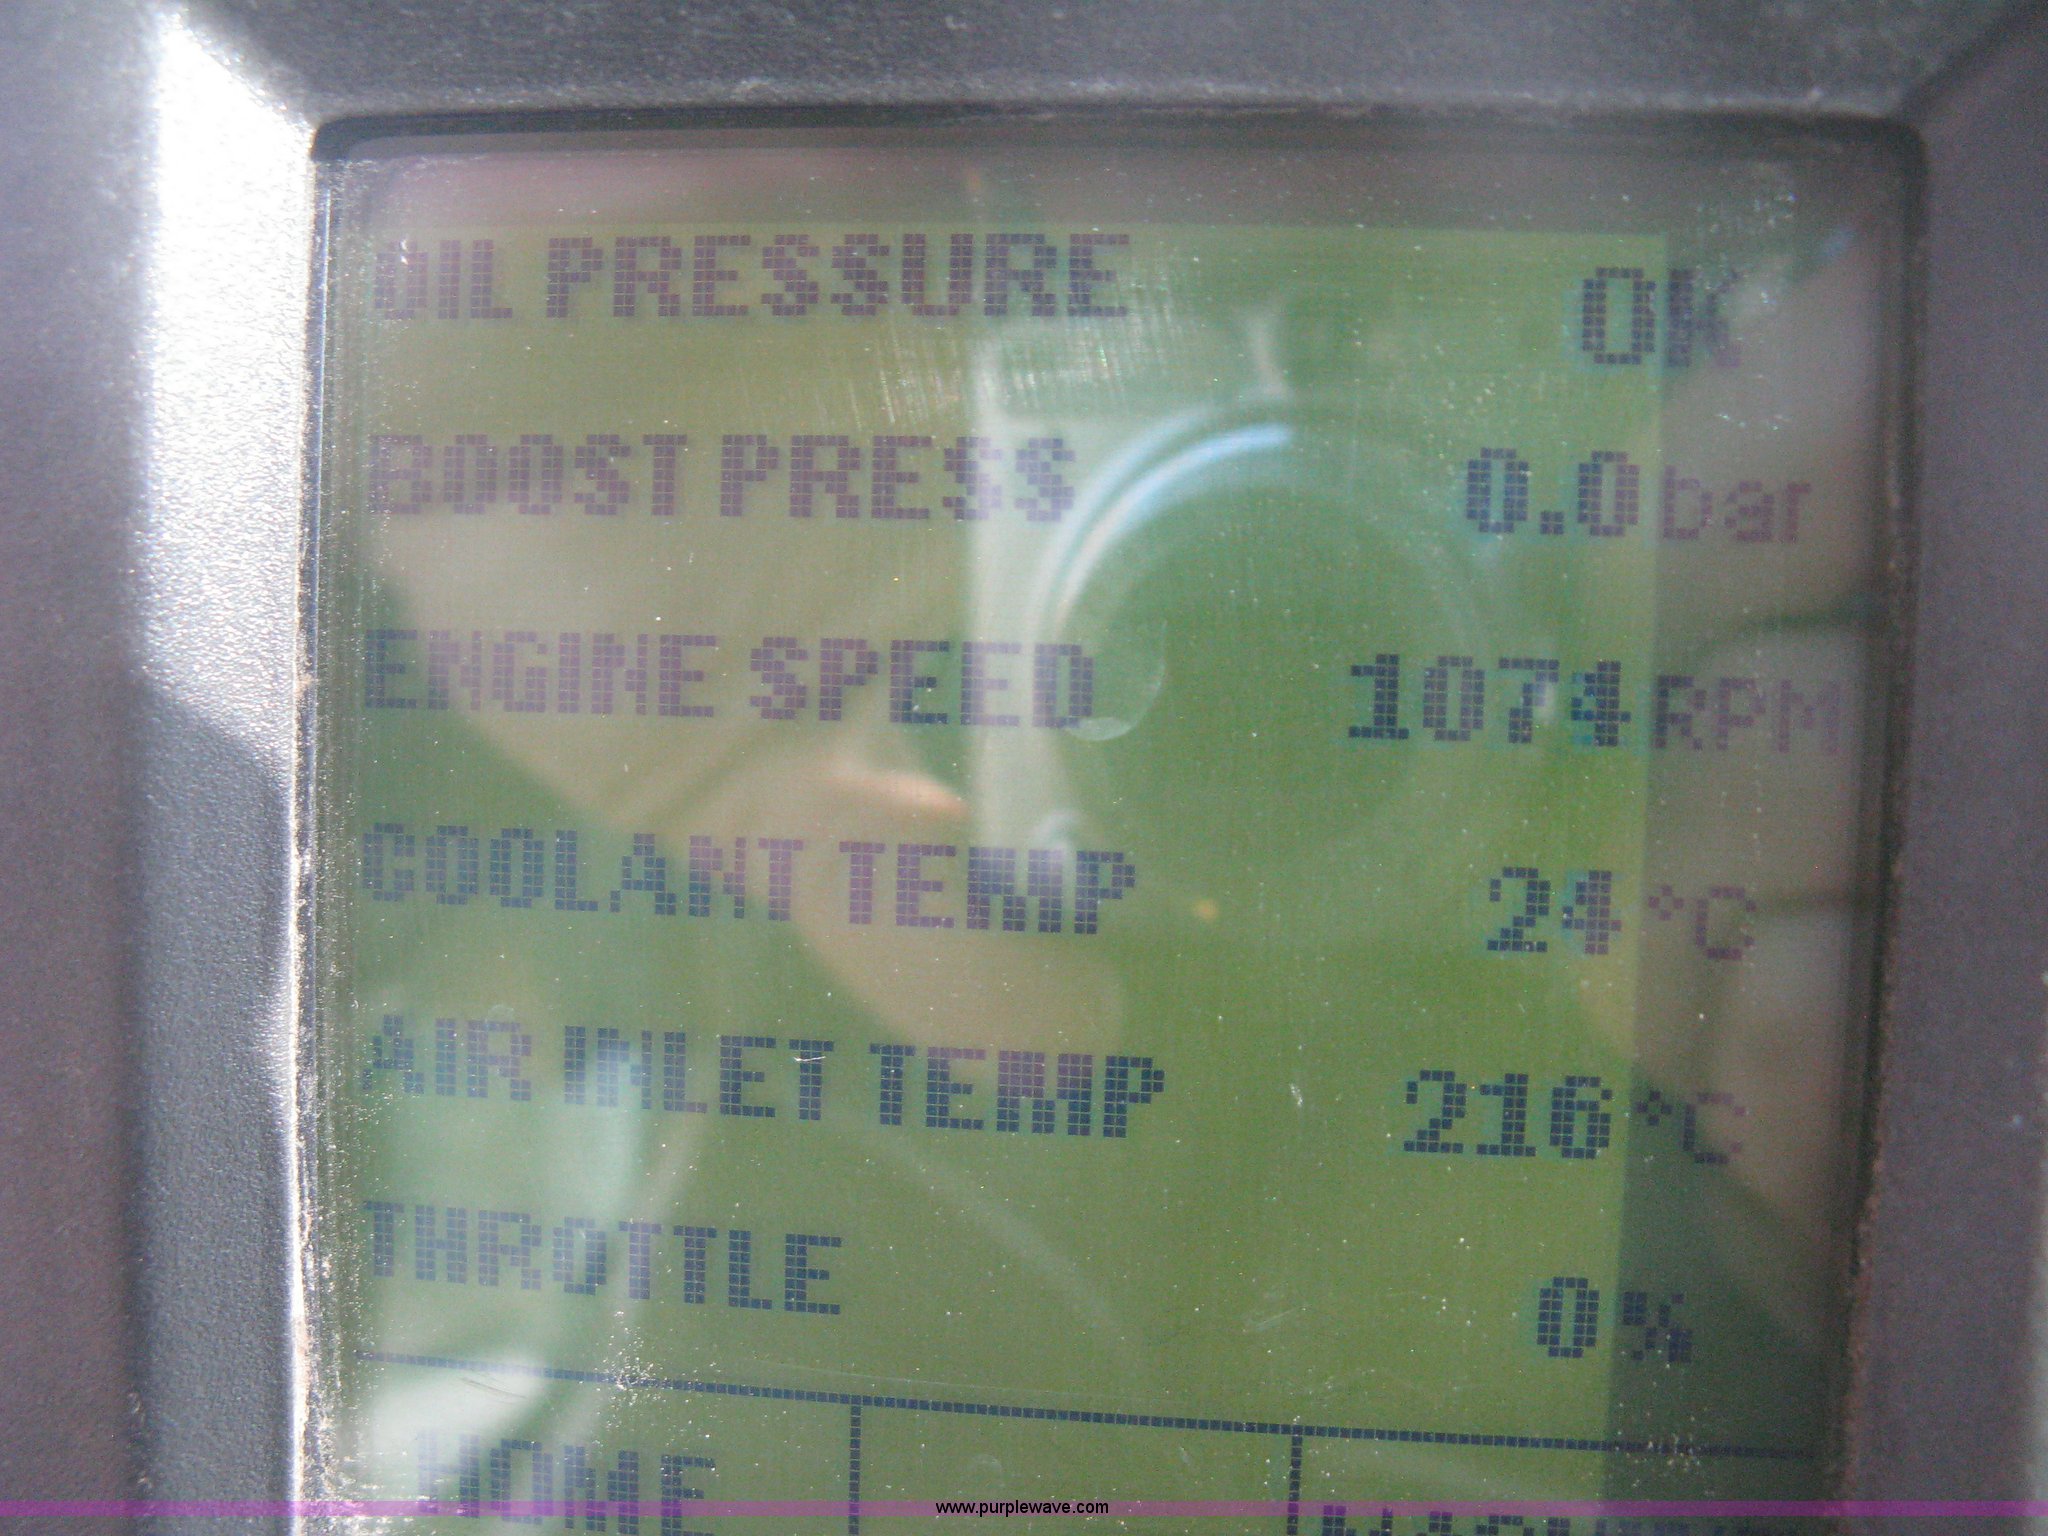 OIL PRESSURE OK
BOOST PRESS 0.0 bar
ENGINE SPEED 1074 RPM
COOLANT TEMP 24 °C
AIR INLET TEMP 216 °C
THROTTLE 0 %
HOME
www.purplewave.com